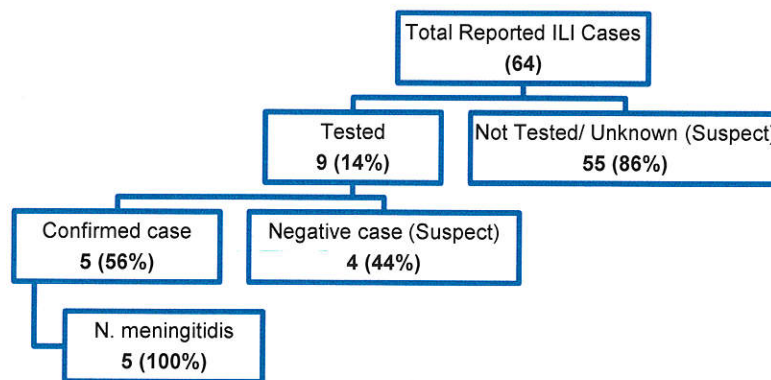 Total Reported ILI Cases
(64)
Tested
9 (14%)
Not Tested/ Unknown (Suspect)
55 (86%)
Confirmed case
5 (56%)
Negative case (Suspect)
4 (44%)
N. meningitidis
5 (100%)